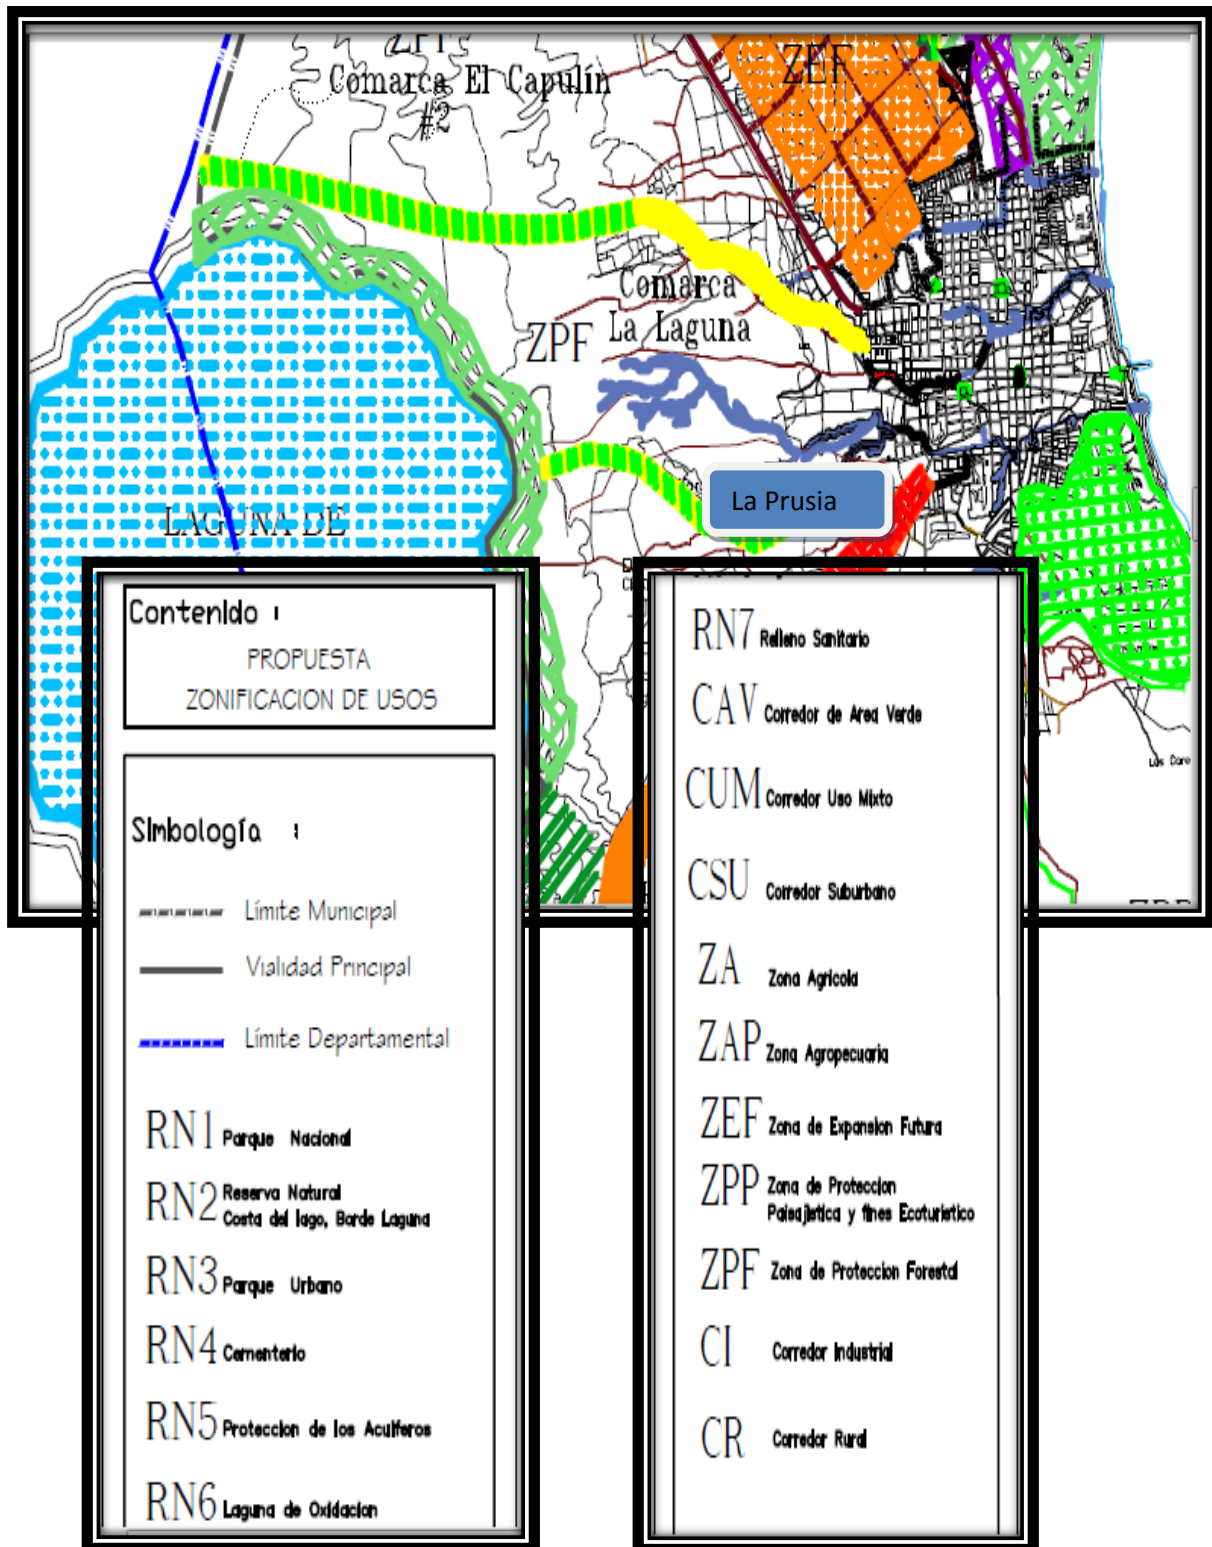 Comarca El Capulín
#2
ZEF
Comarca
La Laguna
ZPF
La Prusia
LAGUNA DE
Contenido :
PROPUESTA
ZONIFICACION DE USOS
Simbología :
Límite Municipal
Vialidad Principal
Límite Departamental
RN1 Parque Nacional
RN2 Reserva Natural
Costa del lago, Borde Laguna
RN3 Parque Urbano
RN4 Cementerio
RN5 Proteccion de los Acuiferos
RN6 Laguna de Oxidacion
RN7 Relleno Sanitario
CAV Corredor de Area Verde
CUM Corredor Uso Mixto
CSU Corredor Suburbano
ZA Zona Agricola
ZAP Zona Agropecuaria
ZEF Zona de Expansion Futura
ZPP Zona de Proteccion
Paisajistica y fines Ecoturistico
ZPF Zona de Proteccion Forestal
CI Corredor Industrial
CR Corredor Rural